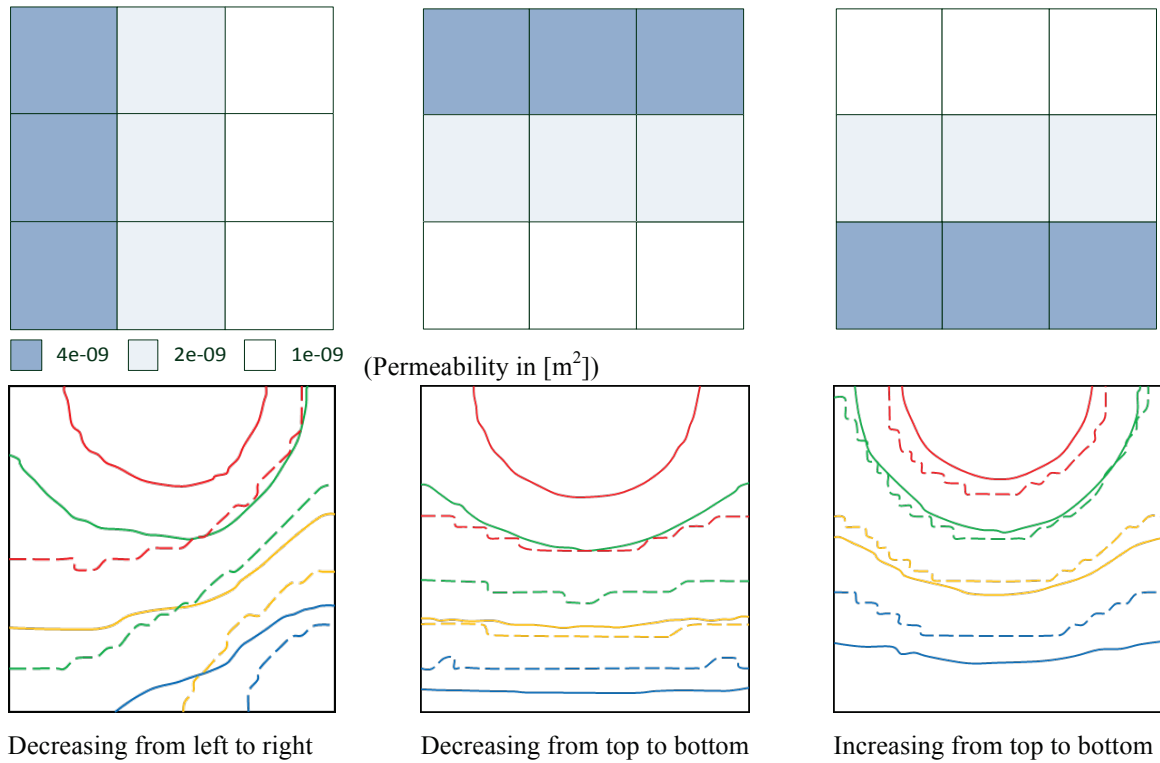 4e-09 2e-09 1e-09 (Permeability in [m²])
Decreasing from left to right Decreasing from top to bottom Increasing from top to bottom